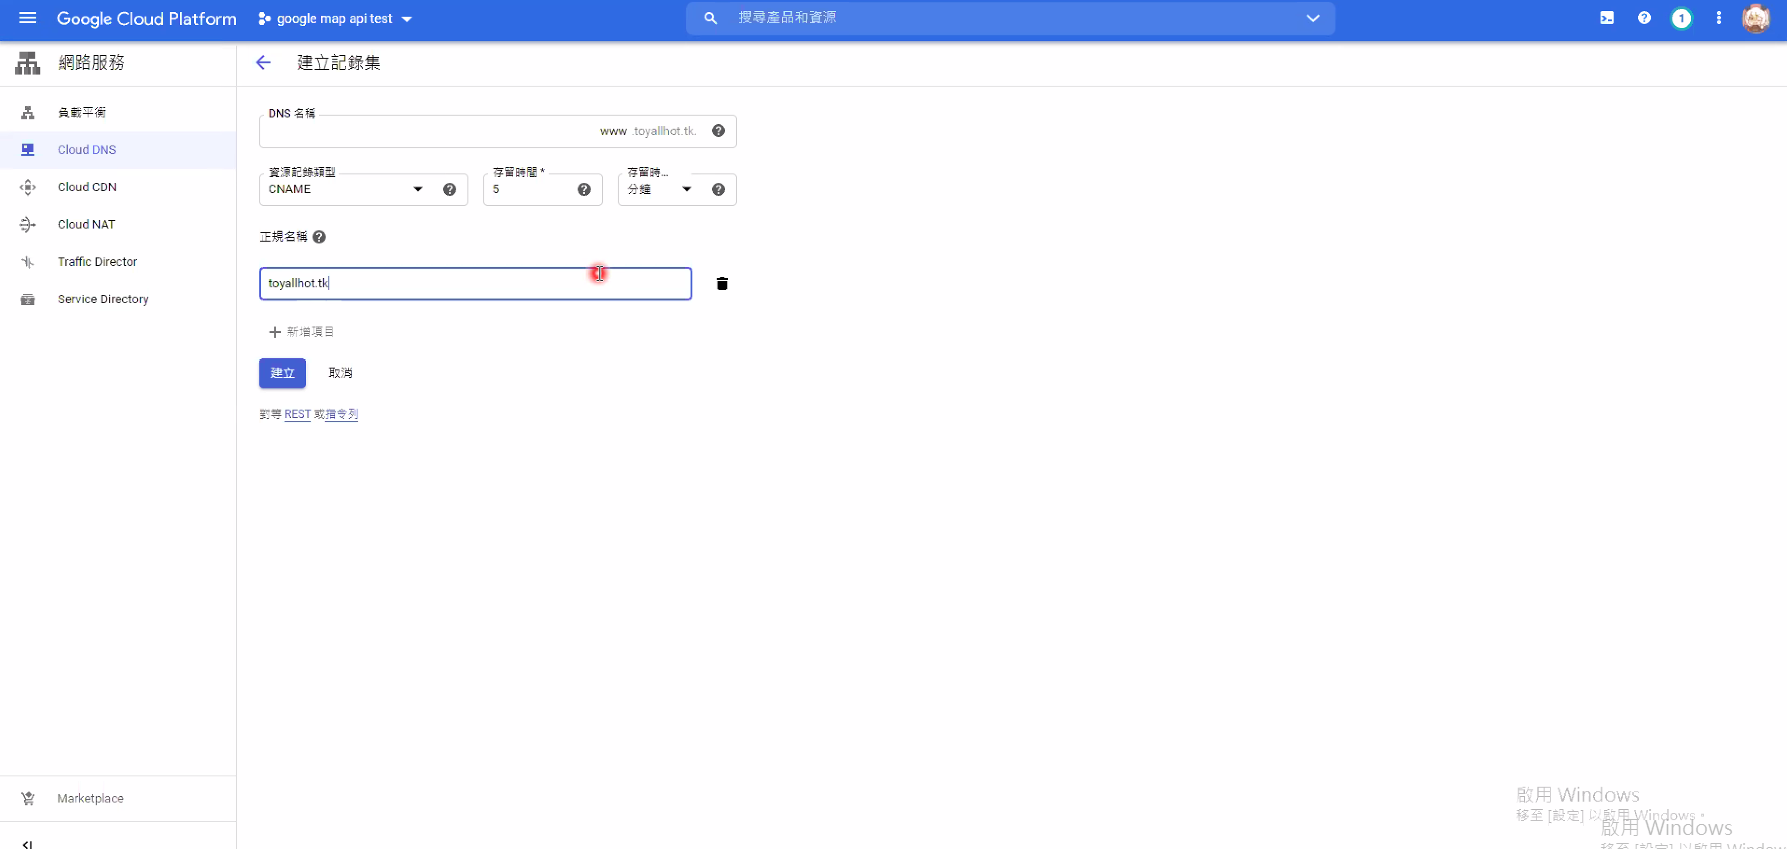 Google Cloud Platform google map api test 搜尋產品和資源 1
網路服務
建立記錄集
負載平衡
Cloud DNS
Cloud CDN
Cloud NAT
Traffic Director
Service Directory
Marketplace
DNS 名稱
www .toyallhot.tk.
資源記錄類型 存留時間 * 存留時...
CNAME 5 分鐘
正規名稱
toyallhot.tk
新增項目
建立 取消
對等 REST 或指令列
啟用 Windows
移至 [設定] 以啟用 Windows。
啟用 Windows
移至 [設定] 以啟用 Windows